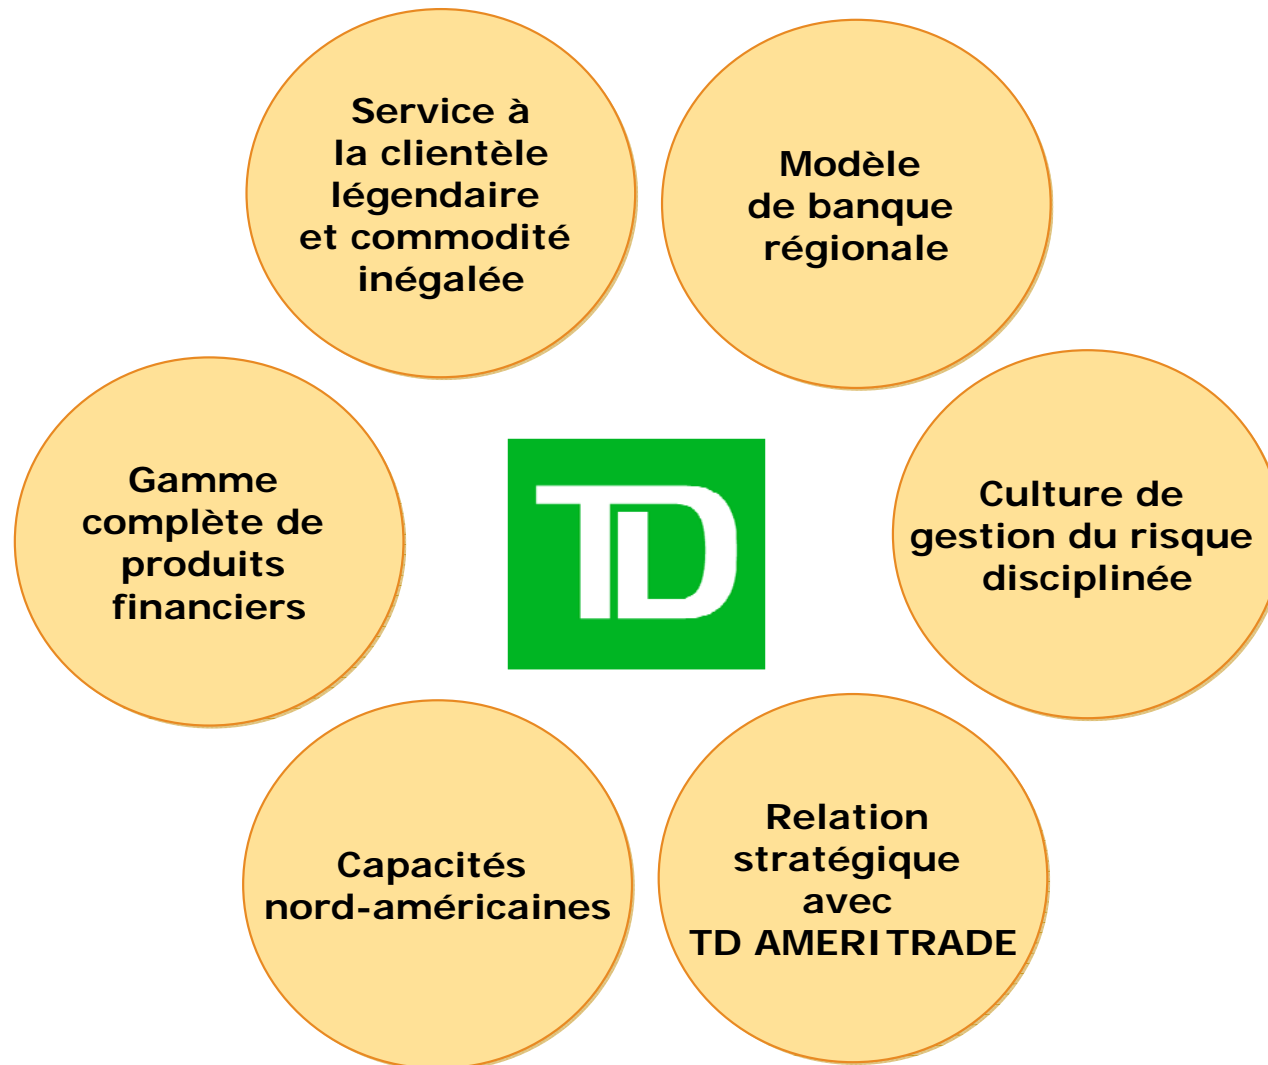 Service à
la clientèle
légendaire
et commodité
inégalée
Modèle
de banque
régionale
Gamme
complète de
produits
financiers
TD
Culture de
gestion du risque
disciplinée
Capacités
nord-américaines
Relation
stratégique
avec
TD AMERITRADE